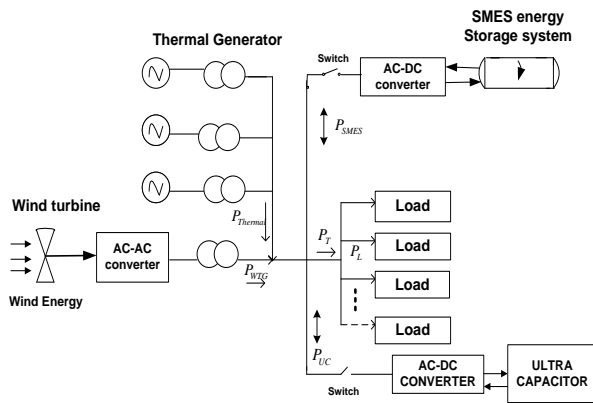 SMES energy
Storage system
Thermal Generator
Switch
AC-DC
converter
P_SMES
Wind turbine
P_Thermal
Load
P_T
P_L
AC-AC
converter
Load
P_WTG
Load
Wind Energy
Load
P_UC
AC-DC
CONVERTER
ULTRA
CAPACITOR
Switch